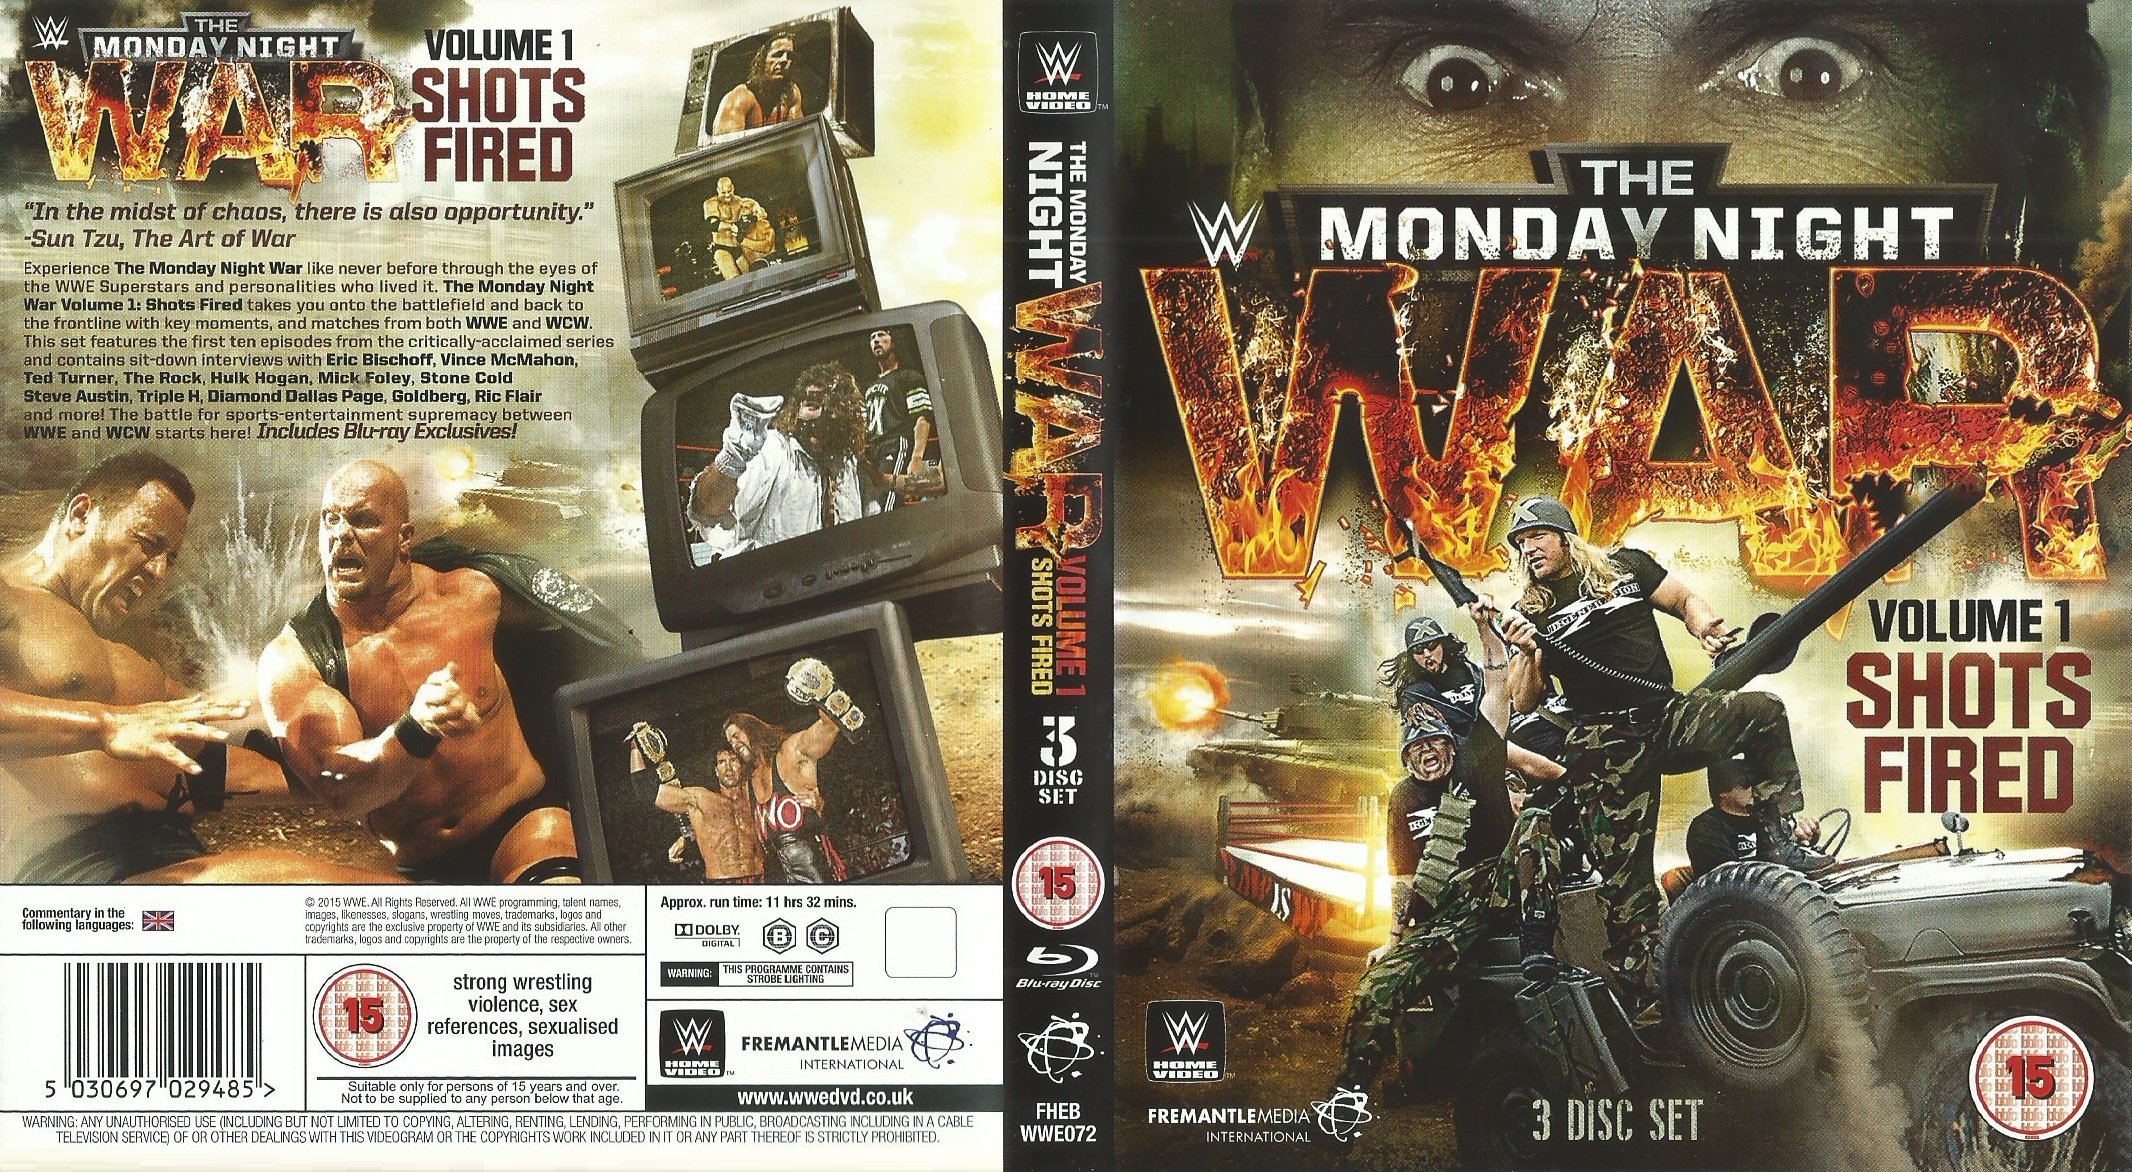 W
THE
MONDAY NIGHT
WAR
VOLUME 1
SHOTS
FIRED
“In the midst of chaos, there is also opportunity.”
-Sun Tzu, The Art of War
Experience The Monday Night War like never before through the eyes of
the WWE Superstars and personalities who lived it. The Monday Night
War Volume 1: Shots Fired takes you onto the battlefield and back to
the frontline with key moments, and matches from both WWE and WCW.
This set features the first ten episodes from the critically-acclaimed series
and contains sit-down interviews with Eric Bischoff, Vince McMahon,
Ted Turner, The Rock, Hulk Hogan, Mick Foley, Stone Cold
Steve Austin, Triple H, Diamond Dallas Page, Goldberg, Ric Flair
and more! The battle for sports-entertainment supremacy between
WWE and WCW starts here! Includes Blu-ray Exclusives!
Commentary in the
following languages:
© 2015 WWE. All Rights Reserved. All WWE programming, talent names,
images, likenesses, slogans, wrestling moves, trademarks, logos and
copyrights are the exclusive property of WWE and its subsidiaries. All other
trademarks, logos and copyrights are the property of the respective owners.
Approx. run time: 11 hrs 32 mins.
DOLBY
DIGITAL
B C
WARNING: THIS PROGRAMME CONTAINS
STROBE LIGHTING
5 030697 029485 >
15
strong wrestling
violence, sex
references, sexualised
images
Suitable only for persons of 15 years and over.
Not to be supplied to any person below that age.
W
HOME
VIDEO™
FREMANTLEMEDIA
INTERNATIONAL
www.wwedvd.co.uk
WARNING: ANY UNAUTHORISED USE (INCLUDING BUT NOT LIMITED TO COPYING, ALTERING, RENTING, LENDING, PERFORMING IN PUBLIC, BROADCASTING INCLUDING IN A CABLE
TELEVISION SERVICE) OF OR OTHER DEALINGS WITH THIS VIDEOGRAM OR THE COPYRIGHTS WORK INCLUDED IN IT OR ANY PART THEREOF IS STRICTLY PROHIBITED.
W
HOME
VIDEO™
THE MONDAY
NIGHT
WAR
VOLUME 1
SHOTS FIRED
3
DISC
SET
15
Blu-ray Disc
FHEB
WWE072
W
THE
MONDAY NIGHT
WAR
VOLUME 1
SHOTS
FIRED
W
HOME
VIDEO™
FREMANTLEMEDIA
INTERNATIONAL
3 DISC SET
15